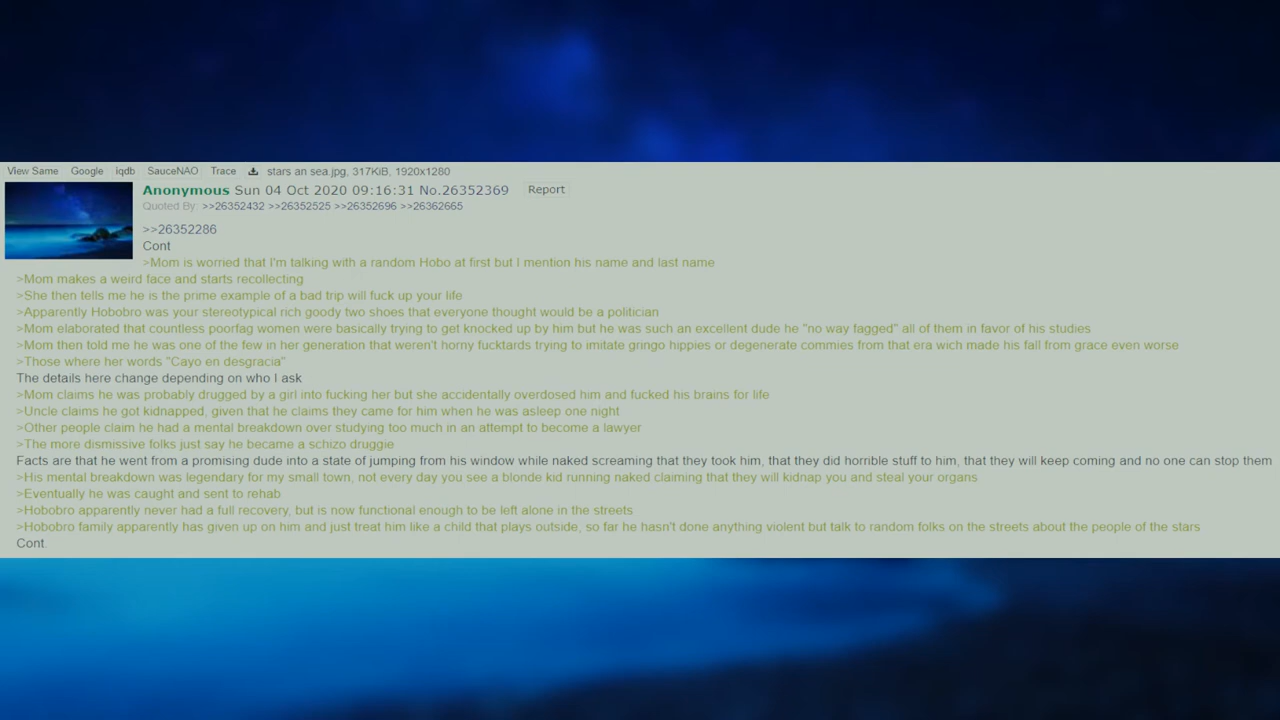 View Same Google iqdb SauceNAO Trace stars an sea.jpg, 317KiB, 1920x1280
Anonymous Sun 04 Oct 2020 09:16:31 No.26352369 Report
Quoted By: >>26352432 >>26352525 >>26352696 >>26362665
>>26352286
Cont
>Mom is worried that I'm talking with a random Hobo at first but I mention his name and last name
>Mom makes a weird face and starts recollecting
>She then tells me he is the prime example of a bad trip will fuck up your life
>Apparently Hobobro was your stereotypical rich goody two shoes that everyone thought would be a politician
>Mom elaborated that countless poorfag women were basically trying to get knocked up by him but he was such an excellent dude he "no way fagged" all of them in favor of his studies
>Mom then told me he was one of the few in her generation that weren't horny fucktards trying to imitate gringo hippies or degenerate commies from that era wich made his fall from grace even worse
>Those where her words "Cayo en desgracia"
The details here change depending on who I ask
>Mom claims he was probably drugged by a girl into fucking her but she accidentally overdosed him and fucked his brains for life
>Uncle claims he got kidnapped, given that he claims they came for him when he was asleep one night
>Other people claim he had a mental breakdown over studying too much in an attempt to become a lawyer
>The more dismissive folks just say he became a schizo druggie
Facts are that he went from a promising dude into a state of jumping from his window while naked screaming that they took him, that they did horrible stuff to him, that they will keep coming and no one can stop them
>His mental breakdown was legendary for my small town, not every day you see a blonde kid running naked claiming that they will kidnap you and steal your organs
>Eventually he was caught and sent to rehab
>Hobobro apparently never had a full recovery, but is now functional enough to be left alone in the streets
>Hobobro family apparently has given up on him and just treat him like a child that plays outside, so far he hasn't done anything violent but talk to random folks on the streets about the people of the stars
Cont.